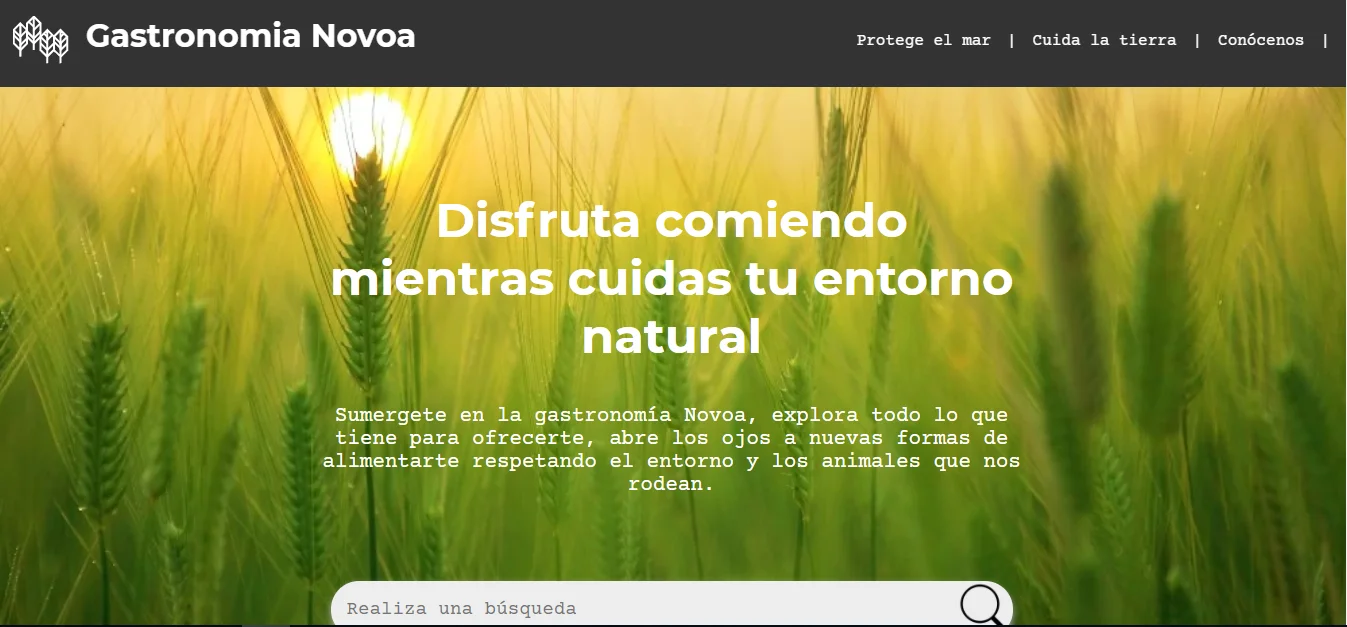 Gastronomia Novoa
Protege el mar | Cuida la tierra | Conócenos |
Disfruta comiendo
mientras cuidas tu entorno
natural
Sumergete en la gastronomía Novoa, explora todo lo que
tiene para ofrecerte, abre los ojos a nuevas formas de
alimentarte respetando el entorno y los animales que nos
rodean.
Realiza una búsqueda